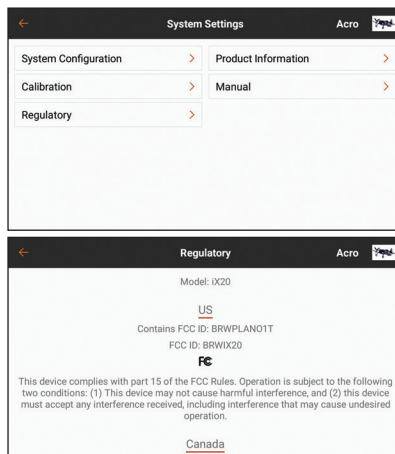 System Settings
Acro
System Configuration
Product Information
Calibration
Manual
Regulatory
Regulatory
Acro
Model: iX20
US
Contains FCC ID: BRWPLANO1T
FCC ID: BRWIX20
FC
This device complies with part 15 of the FCC Rules. Operation is subject to the following
two conditions: (1) This device may not cause harmful interference, and (2) this device
must accept any interference received, including interference that may cause undesired
operation.
Canada